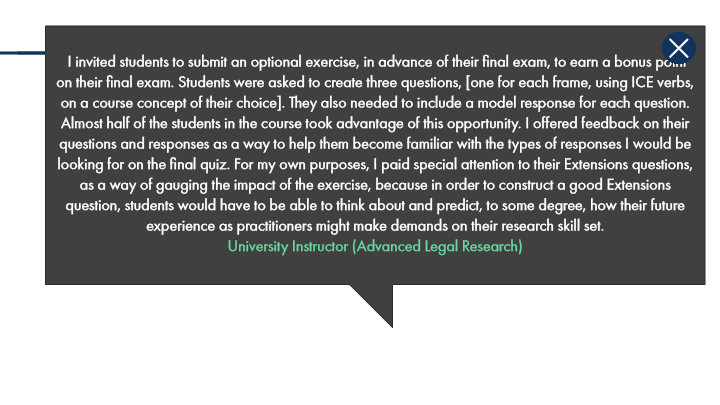 I invited students to submit an optional exercise, in advance of their final exam, to earn a bonus point
on their final exam. Students were asked to create three questions, [one for each frame, using ICE verbs,
on a course concept of their choice]. They also needed to include a model response for each question.
Almost half of the students in the course took advantage of this opportunity. I offered feedback on their
questions and responses as a way to help them become familiar with the types of responses I would be
looking for on the final quiz. For my own purposes, I paid special attention to their Extensions questions,
as a way of gauging the impact of the exercise, because in order to construct a good Extensions
question, students would have to be able to think about and predict, to some degree, how their future
experience as practitioners might make demands on their research skill set.
University Instructor (Advanced Legal Research)